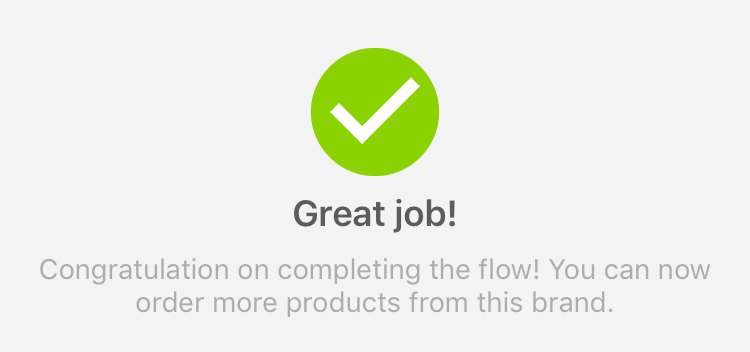 Great job!
Congratulation on completing the flow! You can now
order more products from this brand.